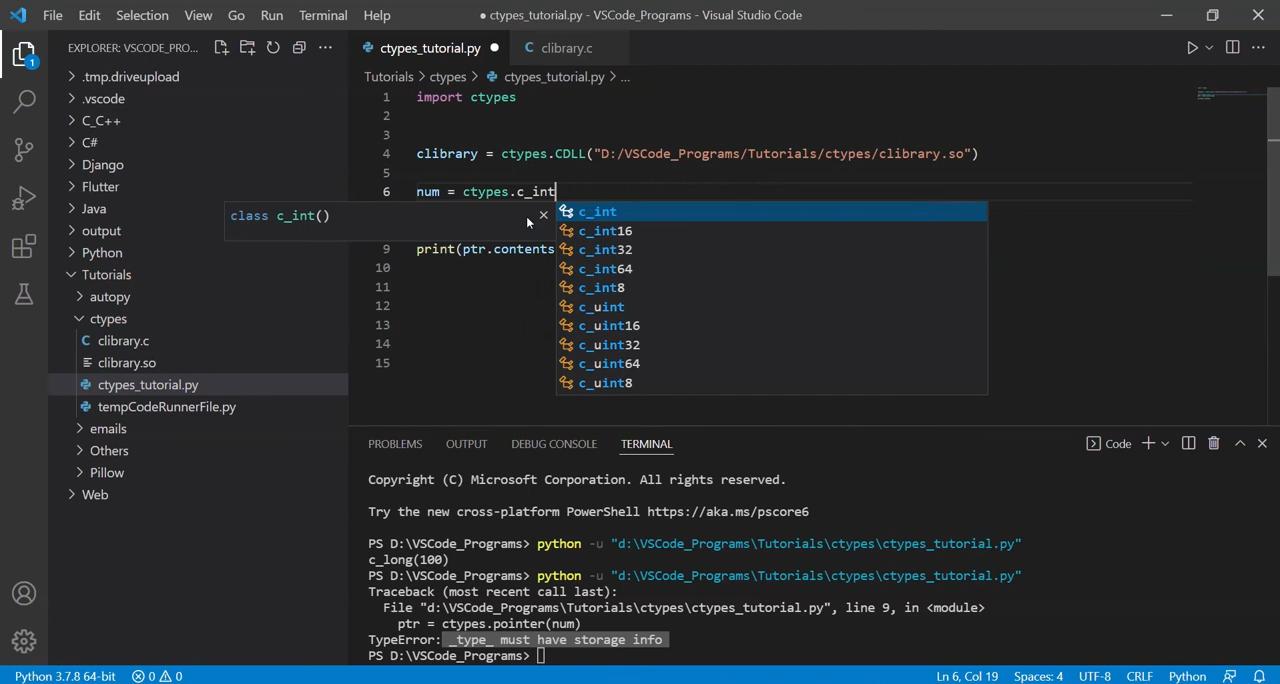 File Edit Selection View Go Run Terminal Help ● ctypes_tutorial.py - VSCode_Programs - Visual Studio Code
EXPLORER: VSCODE_PRO... ...
ctypes_tutorial.py ●
C clibrary.c
Tutorials > ctypes > ctypes_tutorial.py > ...
1
> .tmp.driveupload
> .vscode
> C_C++
> C#
> Django
> Flutter
> Java
> output
> Python
Tutorials
> autopy
ctypes
C clibrary.c
clibrary.so
ctypes_tutorial.py
tempCodeRunnerFile.py
> emails
> Others
> Pillow
> Web
1 import ctypes
2
3
4 clibrary = ctypes.CDLL("D:/VSCode_Programs/Tutorials/ctypes/clibrary.so")
5
6 num = ctypes.c_int
class c_int() ×
9 print(ptr.contents
10
11
12
13
14
15
c_int
c_int16
c_int32
c_int64
c_int8
c_uint
c_uint16
c_uint32
c_uint64
c_uint8
PROBLEMS OUTPUT DEBUG CONSOLE TERMINAL Code
Copyright (C) Microsoft Corporation. All rights reserved.
Try the new cross-platform PowerShell https://aka.ms/pscore6
PS D:\VSCode_Programs> python -u "d:\VSCode_Programs\Tutorials\ctypes\ctypes_tutorial.py"
c_long(100)
PS D:\VSCode_Programs> python -u "d:\VSCode_Programs\Tutorials\ctypes\ctypes_tutorial.py"
Traceback (most recent call last):
File "d:\VSCode_Programs\Tutorials\ctypes\ctypes_tutorial.py", line 9, in <module>
ptr = ctypes.pointer(num)
TypeError: _type_ must have storage info
PS D:\VSCode_Programs>
Python 3.7.8 64-bit 0 0 Ln 6, Col 19 Spaces: 4 UTF-8 CRLF Python